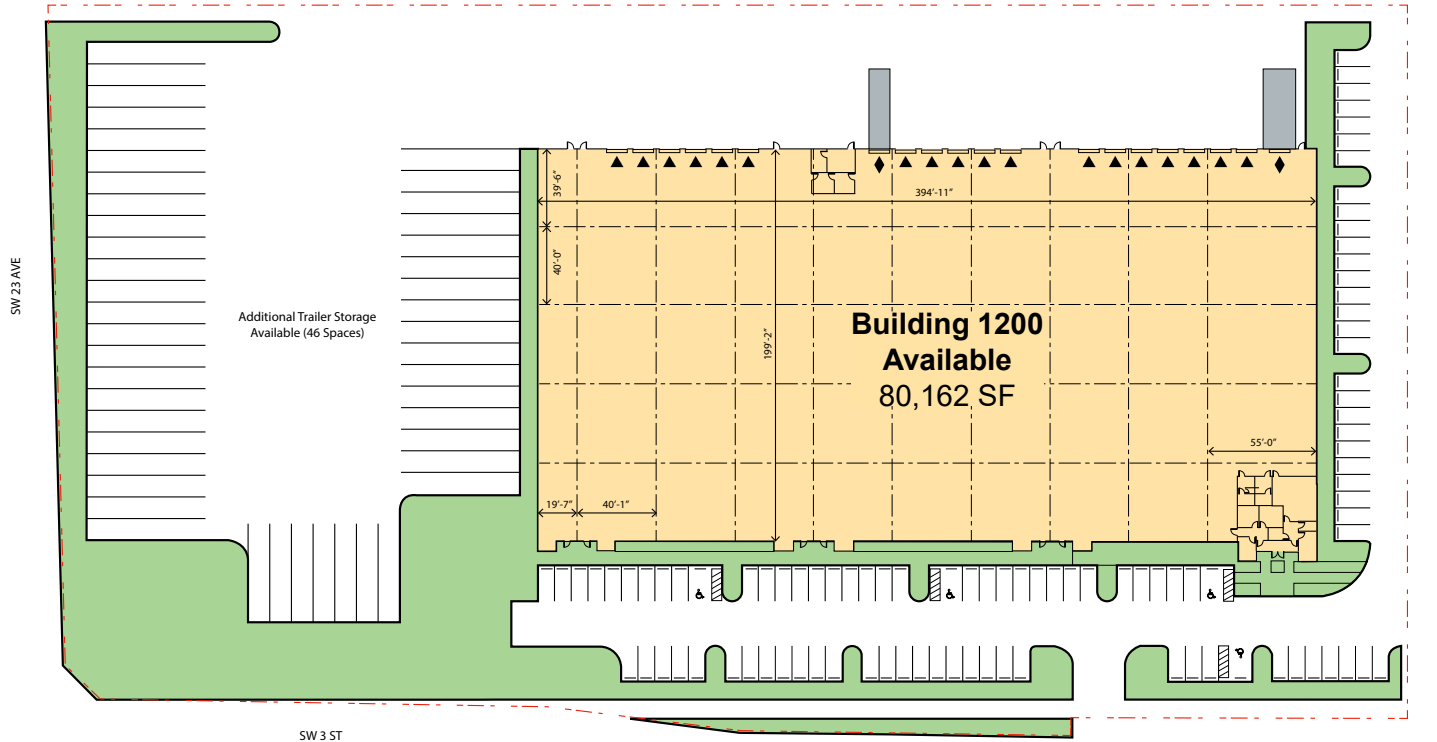 39'-6"
394'-11"
40'-0"
SW 23 AVE
Additional Trailer Storage
Available (46 Spaces)
199'-2"
Building 1200
Available
80,162 SF
55'-0"
19'-7"
40'-1"
SW 3 ST